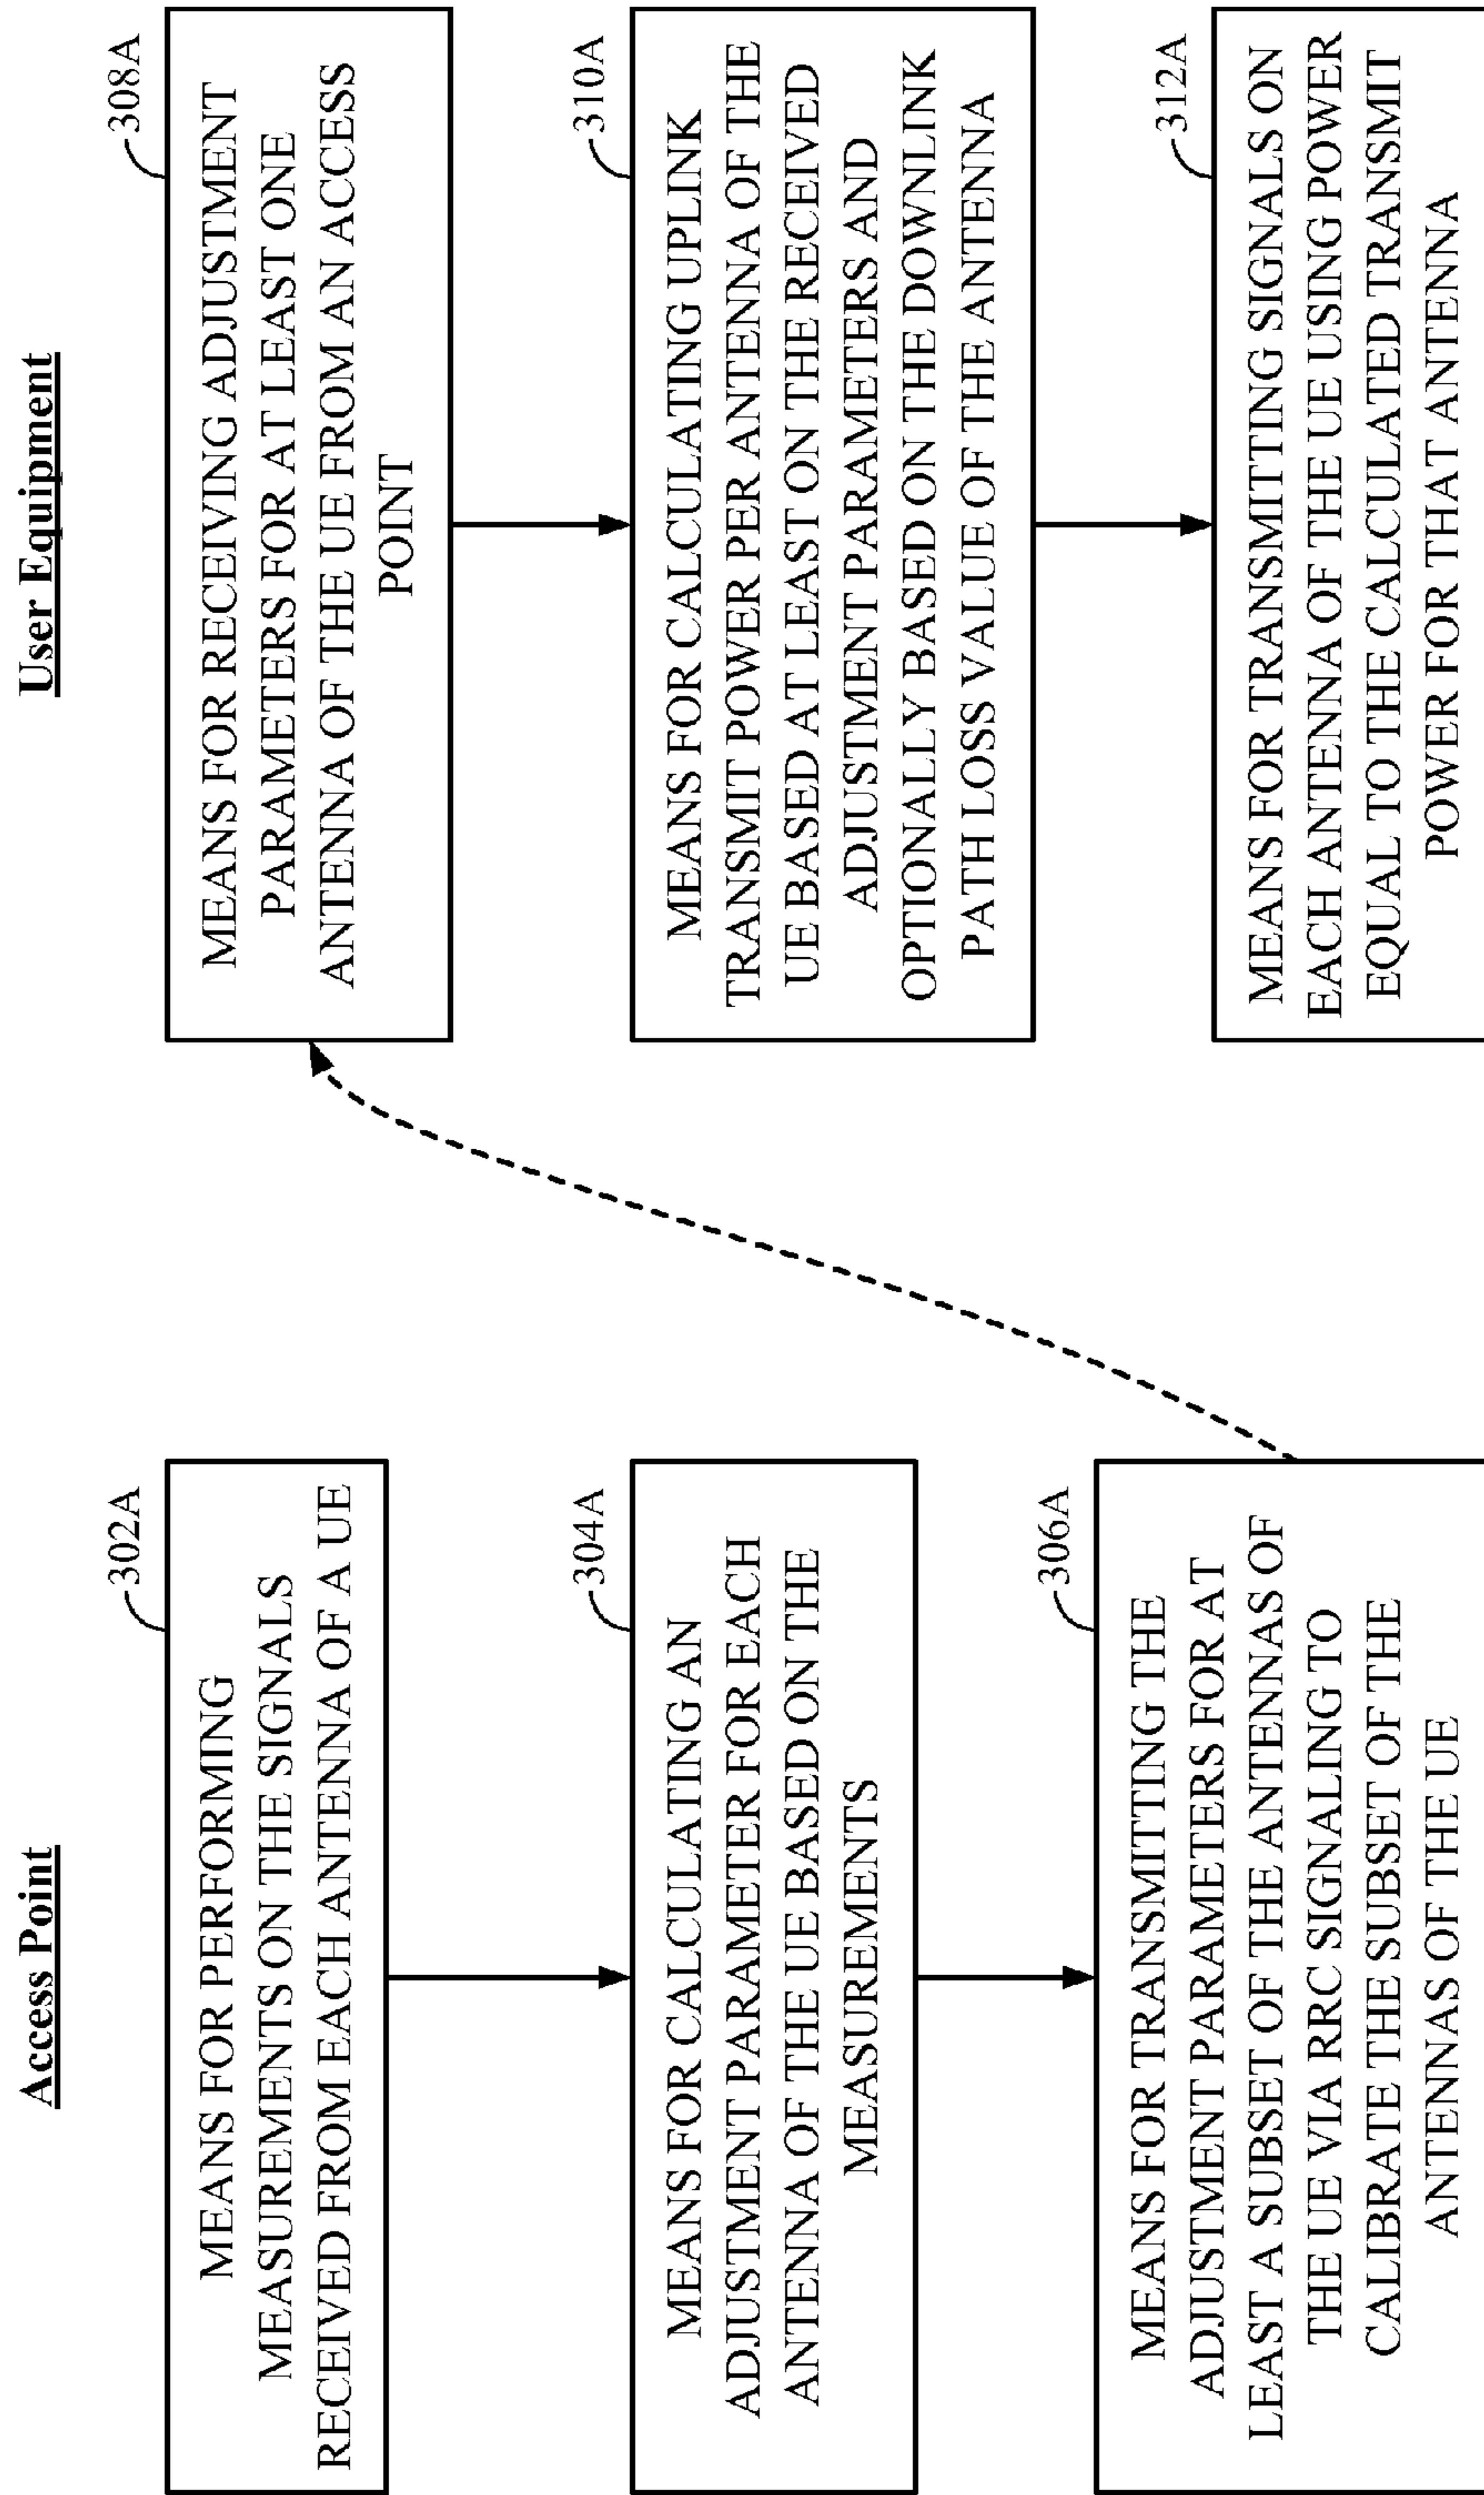 Access Point
302A
MEANS FOR PERFORMING
MEASUREMENTS ON THE SIGNALS
RECEIVED FROM EACH ANTENNA OF A UE
304A
MEANS FOR CALCULATING AN
ADJUSTMENT PARAMETER FOR EACH
ANTENNA OF THE UE BASED ON THE
MEASUREMENTS
306A
MEANS FOR TRANSMITTING THE
ADJUSTMENT PARAMETERS FOR AT
LEAST A SUBSET OF THE ANTENNAS OF
THE UE VIA RRC SIGNALING TO
CALIBRATE THE SUBSET OF THE
ANTENNAS OF THE UE
User Equipment
308A
MEANS FOR RECEIVING ADJUSTMENT
PARAMETERS FOR AT LEAST ONE
ANTENNA OF THE UE FROM AN ACCESS
POINT
310A
MEANS FOR CALCULATING UPLINK
TRANSMIT POWER PER ANTENNA OF THE
UE BASED AT LEAST ON THE RECEIVED
ADJUSTMENT PARAMETERS AND
OPTIONALLY BASED ON THE DOWNLINK
PATH LOSS VALUE OF THE ANTENNA
312A
MEANS FOR TRANSMITTING SIGNALS ON
EACH ANTENNA OF THE UE USING POWER
EQUAL TO THE CALCULATED TRANSMIT
POWER FOR THAT ANTENNA